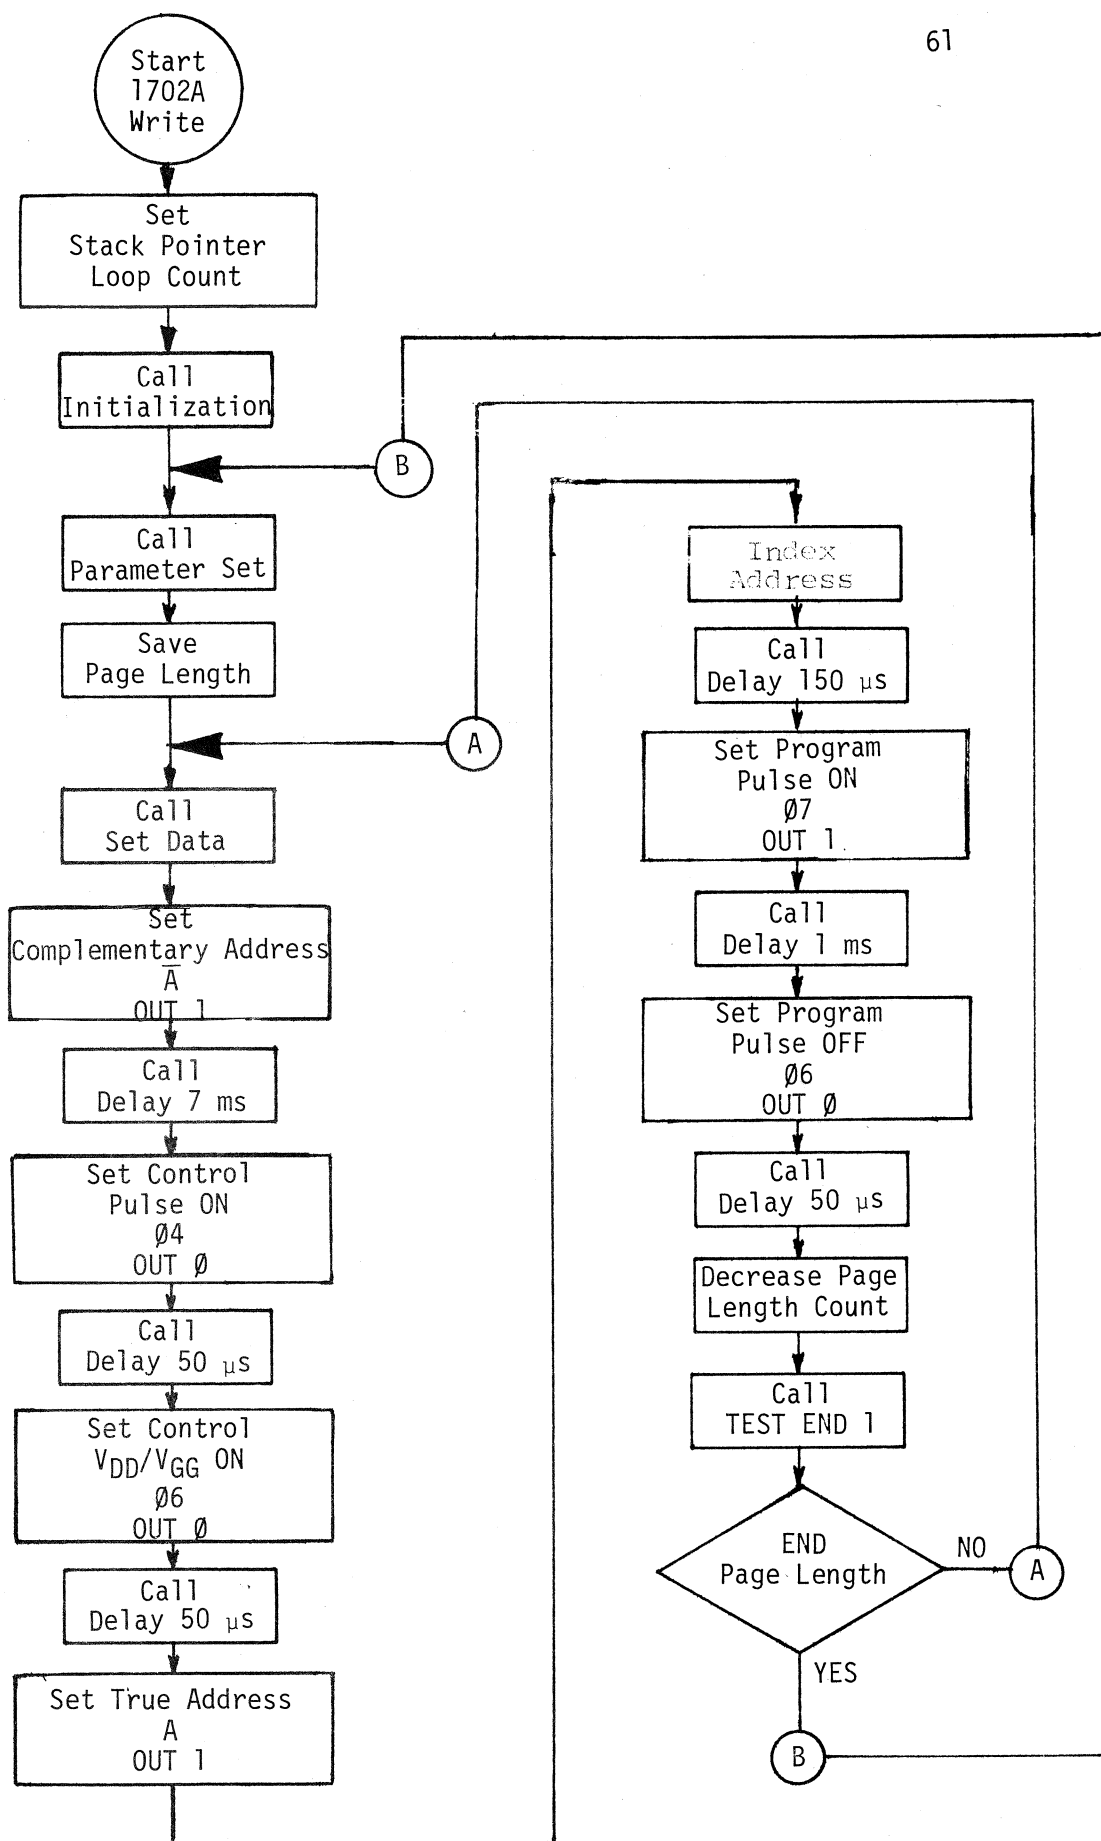 61
Start
1702A
Write
Set
Stack Pointer
Loop Count
Call
Initialization
B
Call
Parameter Set
Save
Page Length
A
Call
Set Data
Set
Complementary Address
A̅
OUT 1
Call
Delay 7 ms
Set Control
Pulse ON
Ø4
OUT Ø
Call
Delay 50 μs
Set Control
VDD/VGG ON
Ø6
OUT Ø
Call
Delay 50 μs
Set True Address
A
OUT 1
Index
Address
Call
Delay 150 μs
Set Program
Pulse ON
Ø7
OUT 1
Call
Delay 1 ms
Set Program
Pulse OFF
Ø6
OUT Ø
Call
Delay 50 μs
Decrease Page
Length Count
Call
TEST END 1
END
Page Length
NO
A
YES
B